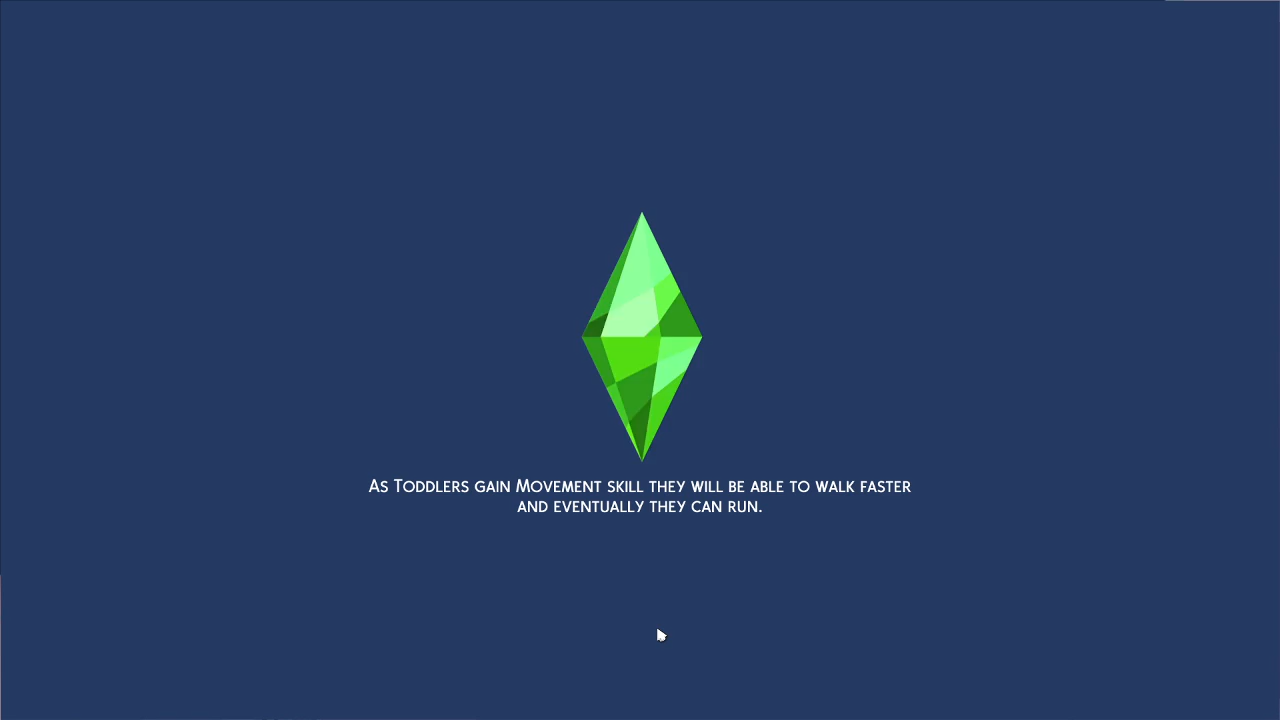 As Toddlers gain Movement skill they will be able to walk faster
and eventually they can run.